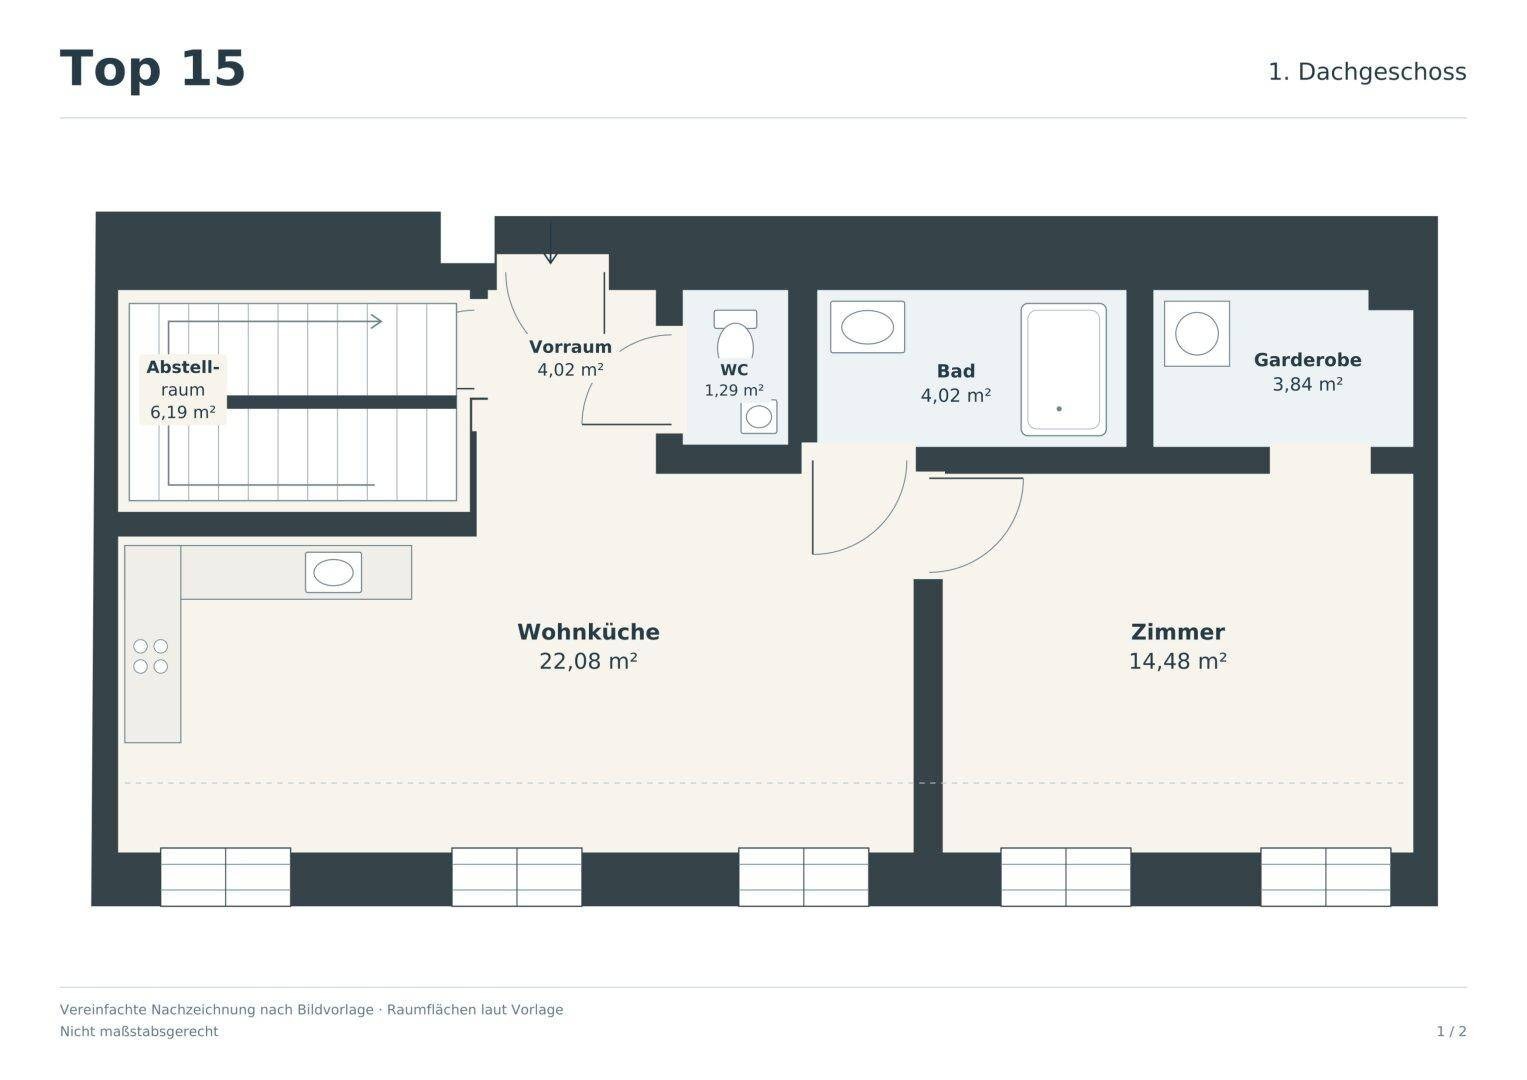 Top 15
1. Dachgeschoss
Abstell-
raum
6,19 m²
Vorraum
4,02 m²
WC
1,29 m²
Bad
4,02 m²
Garderobe
3,84 m²
Wohnküche
22,08 m²
Zimmer
14,48 m²
Vereinfachte Nachzeichnung nach Bildvorlage · Raumflächen laut Vorlage
Nicht maßstabsgerecht
1 / 2